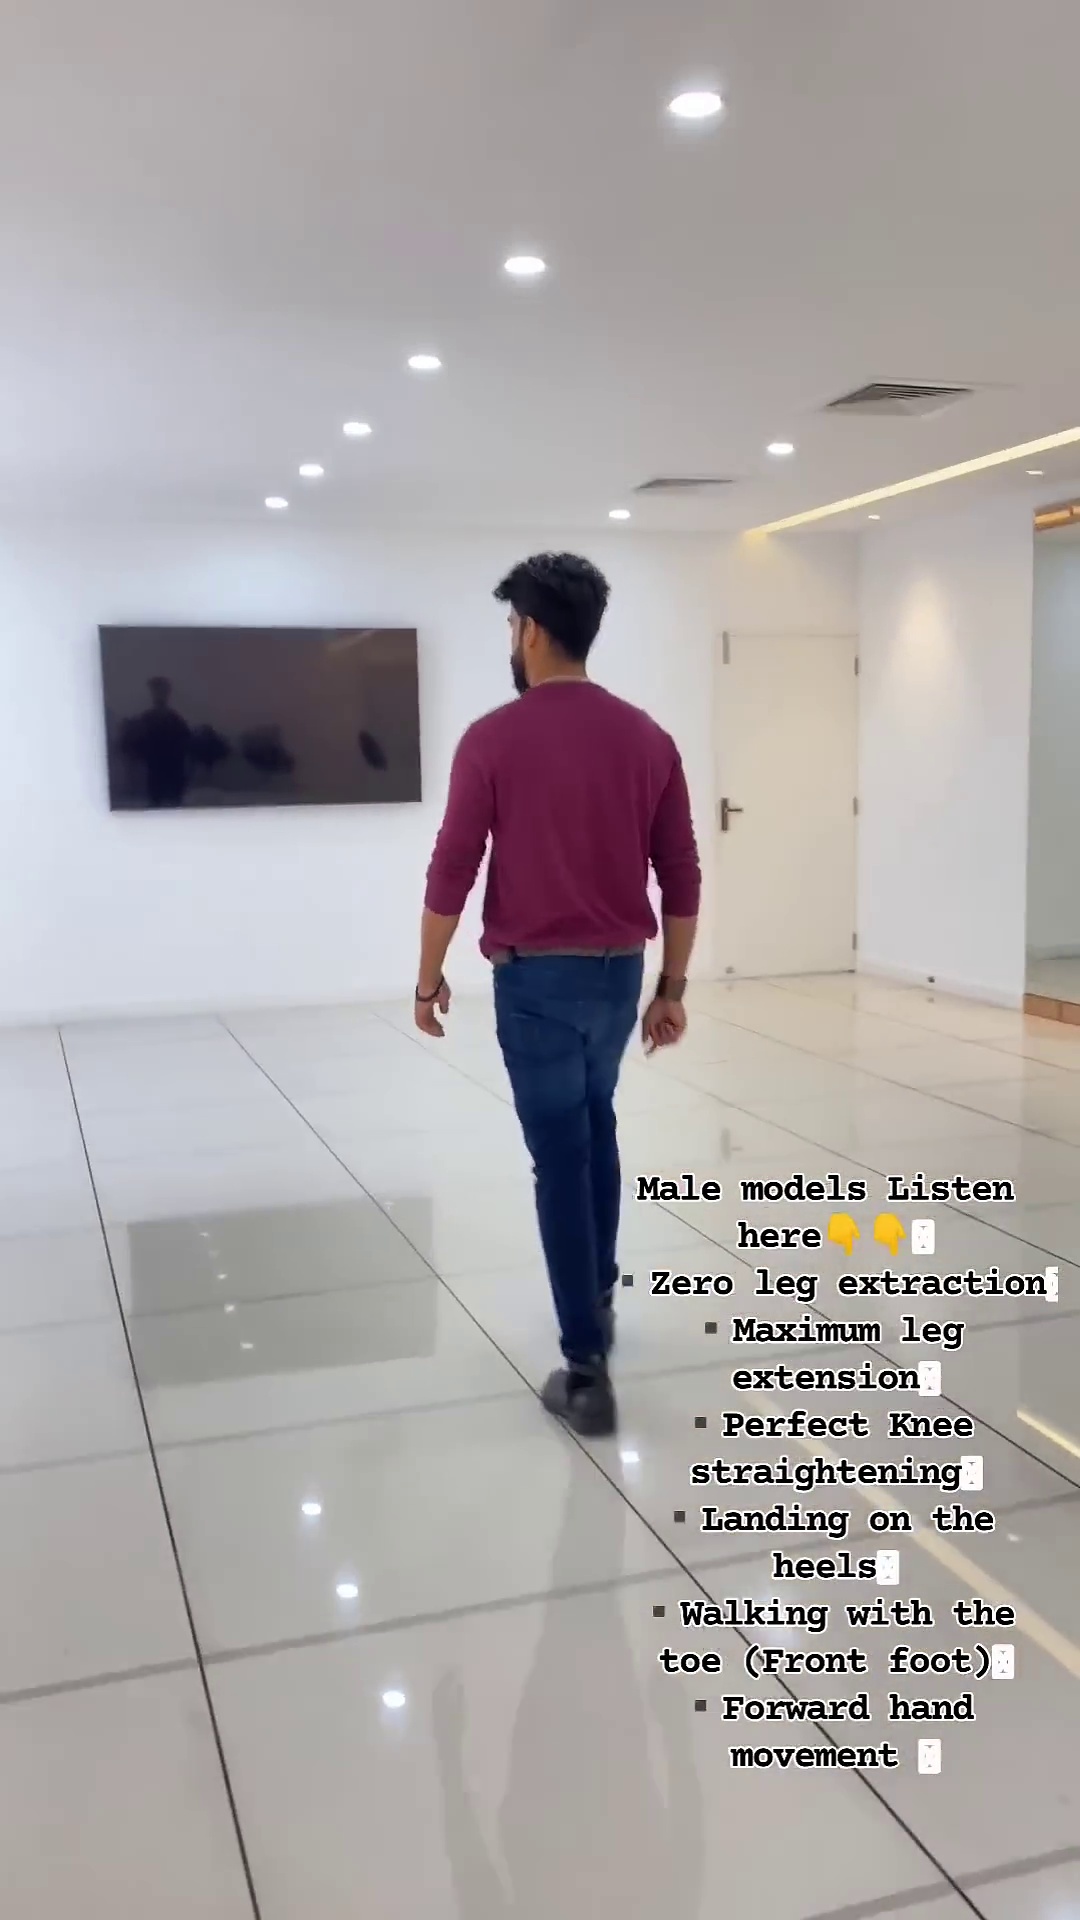 Male models Listen
here👇👇
▪ Zero leg extraction
▪ Maximum leg
extension
▪ Perfect Knee
straightening
▪ Landing on the
heels
▪ Walking with the
toe (Front foot)
▪ Forward hand
movement